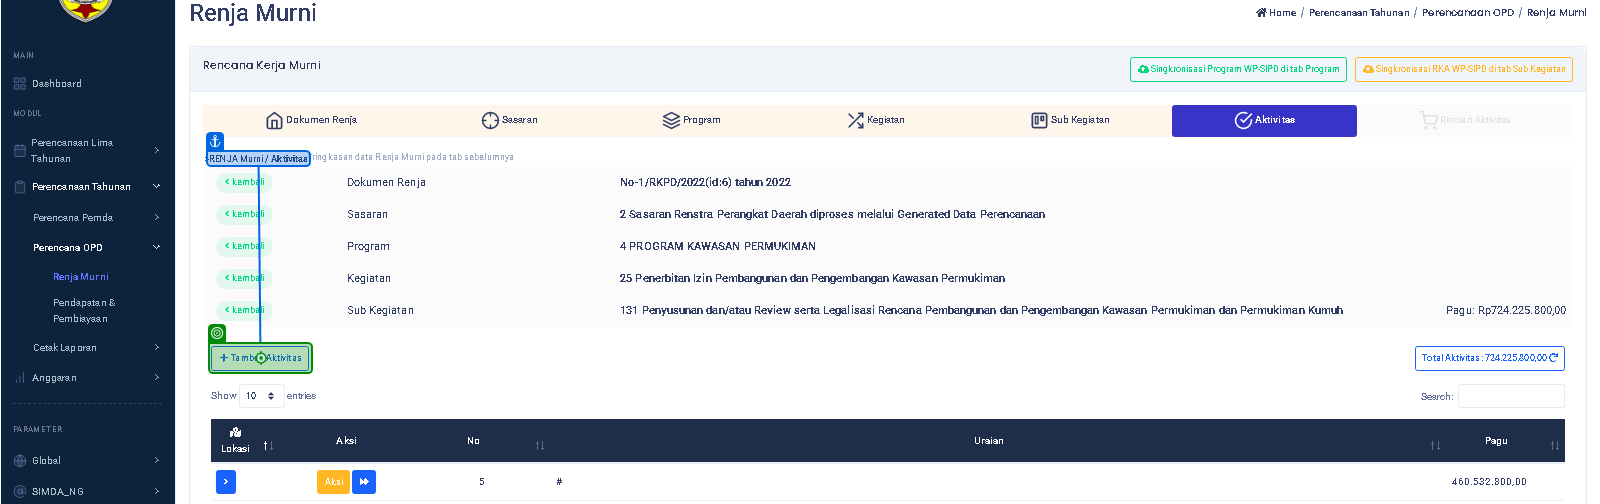 Renja Murni
Home / Perencanaan Tahunan / Perencanaan OPD / Renja Murni
MAIN
Dashboard
MODUL
Perencanaan Lima Tahunan
Perencanaan Tahunan
Perencana Pemda
Perencana OPD
Renja Murni
Pendapatan & Pembiayaan
Cetak Laporan
Anggaran
PARAMETER
Global
SIMDA_NG
Rencana Kerja Murni
Singkronisasi Program WP-SIPD di tab Program
Singkronisasi RKA WP-SIPD di tab Sub Kegiatan
Dokumen Renja
Sasaran
Program
Kegiatan
Sub Kegiatan
Aktivitas
Rincian Aktivitas
RENJA Murni / Aktivitas
ringkasan data Renja Murni pada tab sebelumnya
< kembali Dokumen Renja No-1/RKPD/2022(id:6) tahun 2022
< kembali Sasaran 2 Sasaran Renstra Perangkat Daerah diproses melalui Generated Data Perencanaan
< kembali Program 4 PROGRAM KAWASAN PERMUKIMAN
< kembali Kegiatan 25 Penerbitan Izin Pembangunan dan Pengembangan Kawasan Permukiman
< kembali Sub Kegiatan 131 Penyusunan dan/atau Review serta Legalisasi Rencana Pembangunan dan Pengembangan Kawasan Permukiman dan Permukiman Kumuh Pagu: Rp724.225.800,00
+ Tambah Aktivitas
Total Aktivitas : 724.225.800,00
Show 10 entries
Search:
Lokasi Aksi No Uraian Pagu
Aksi 5 # 460.532.800,00